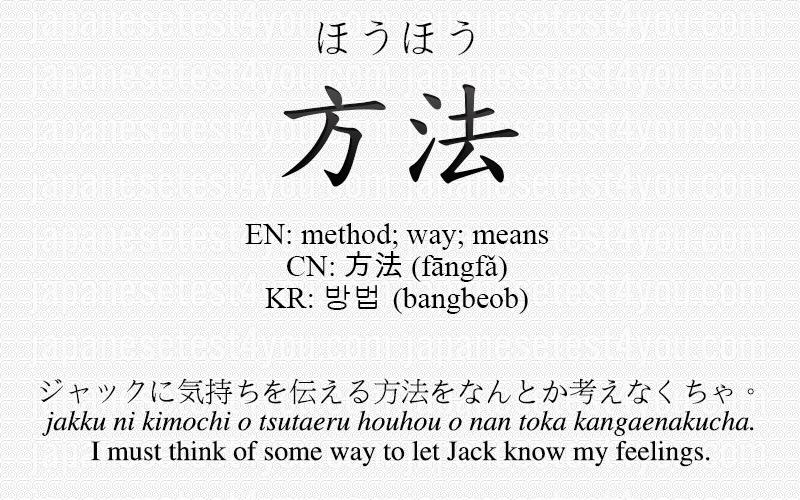 ほうほう
方法
EN: method; way; means
CN: 方法 (fāngfǎ)
KR: 방법 (bangbeob)
ジャックに気持ちを伝える方法をなんとか考えなくちゃ。
jakku ni kimochi o tsutaeru houhou o nan toka kangaenakucha.
I must think of some way to let Jack know my feelings.
japanesetest4you.com